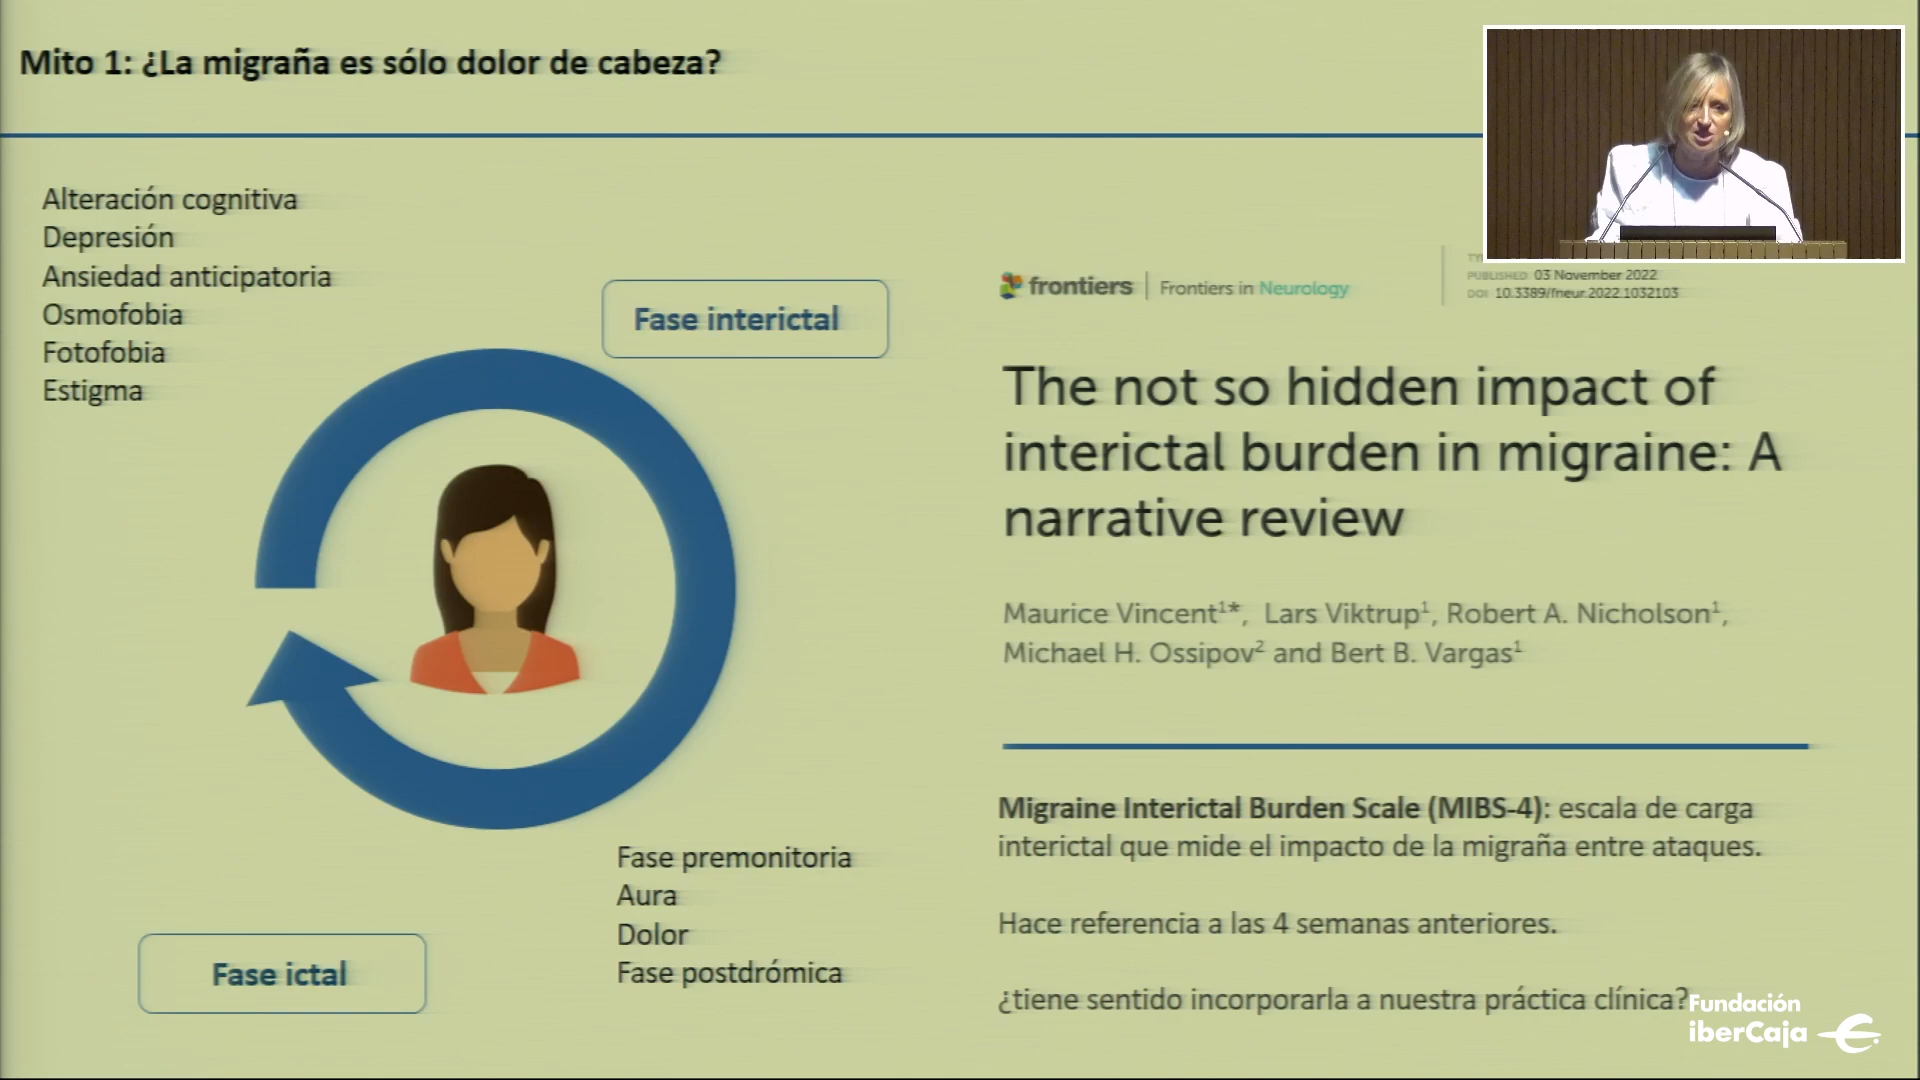 Mito 1: ¿La migraña es sólo dolor de cabeza?
Alteración cognitiva
Depresión
Ansiedad anticipatoria
Osmofobia
Fotofobia
Estigma
Fase interictal
Fase premonitoria
Aura
Dolor
Fase postdrómica
Fase ictal
frontiers | Frontiers in Neurology
PUBLISHED 03 November 2022
DOI 10.3389/fneur.2022.1032103
The not so hidden impact of
interictal burden in migraine: A
narrative review
Maurice Vincent¹*, Lars Viktrup¹, Robert A. Nicholson¹,
Michael H. Ossipov² and Bert B. Vargas¹
Migraine Interictal Burden Scale (MIBS-4): escala de carga
interictal que mide el impacto de la migraña entre ataques.
Hace referencia a las 4 semanas anteriores.
¿tiene sentido incorporarla a nuestra práctica clínica?
Fundación
iberCaja